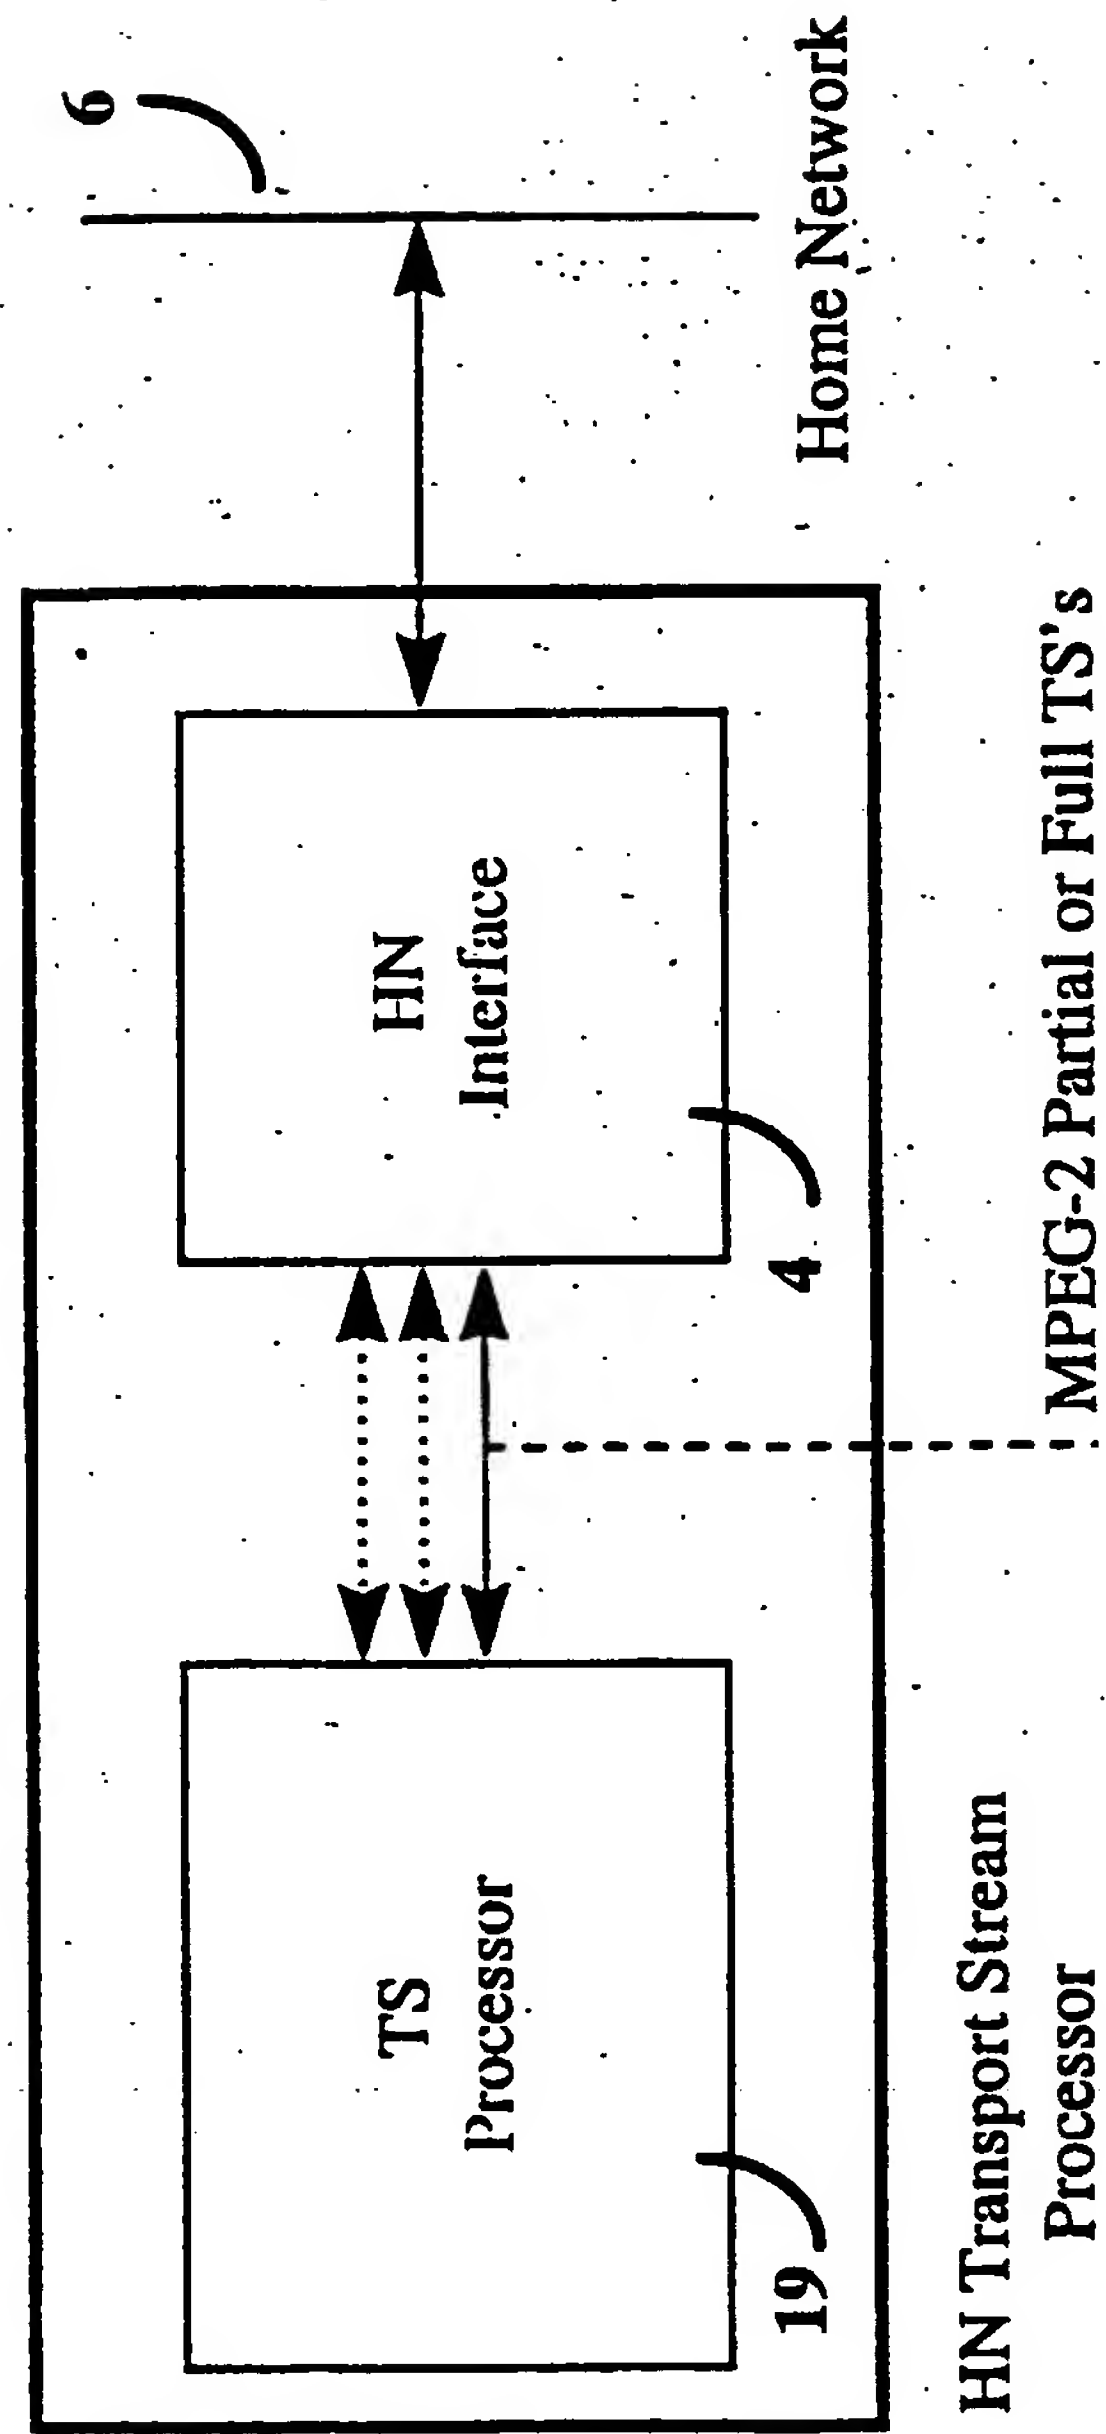 6
HN
Interface
4
Home Network
TS
Processor
19
MPEG-2 Partial or Full TS's
HN Transport Stream
Processor